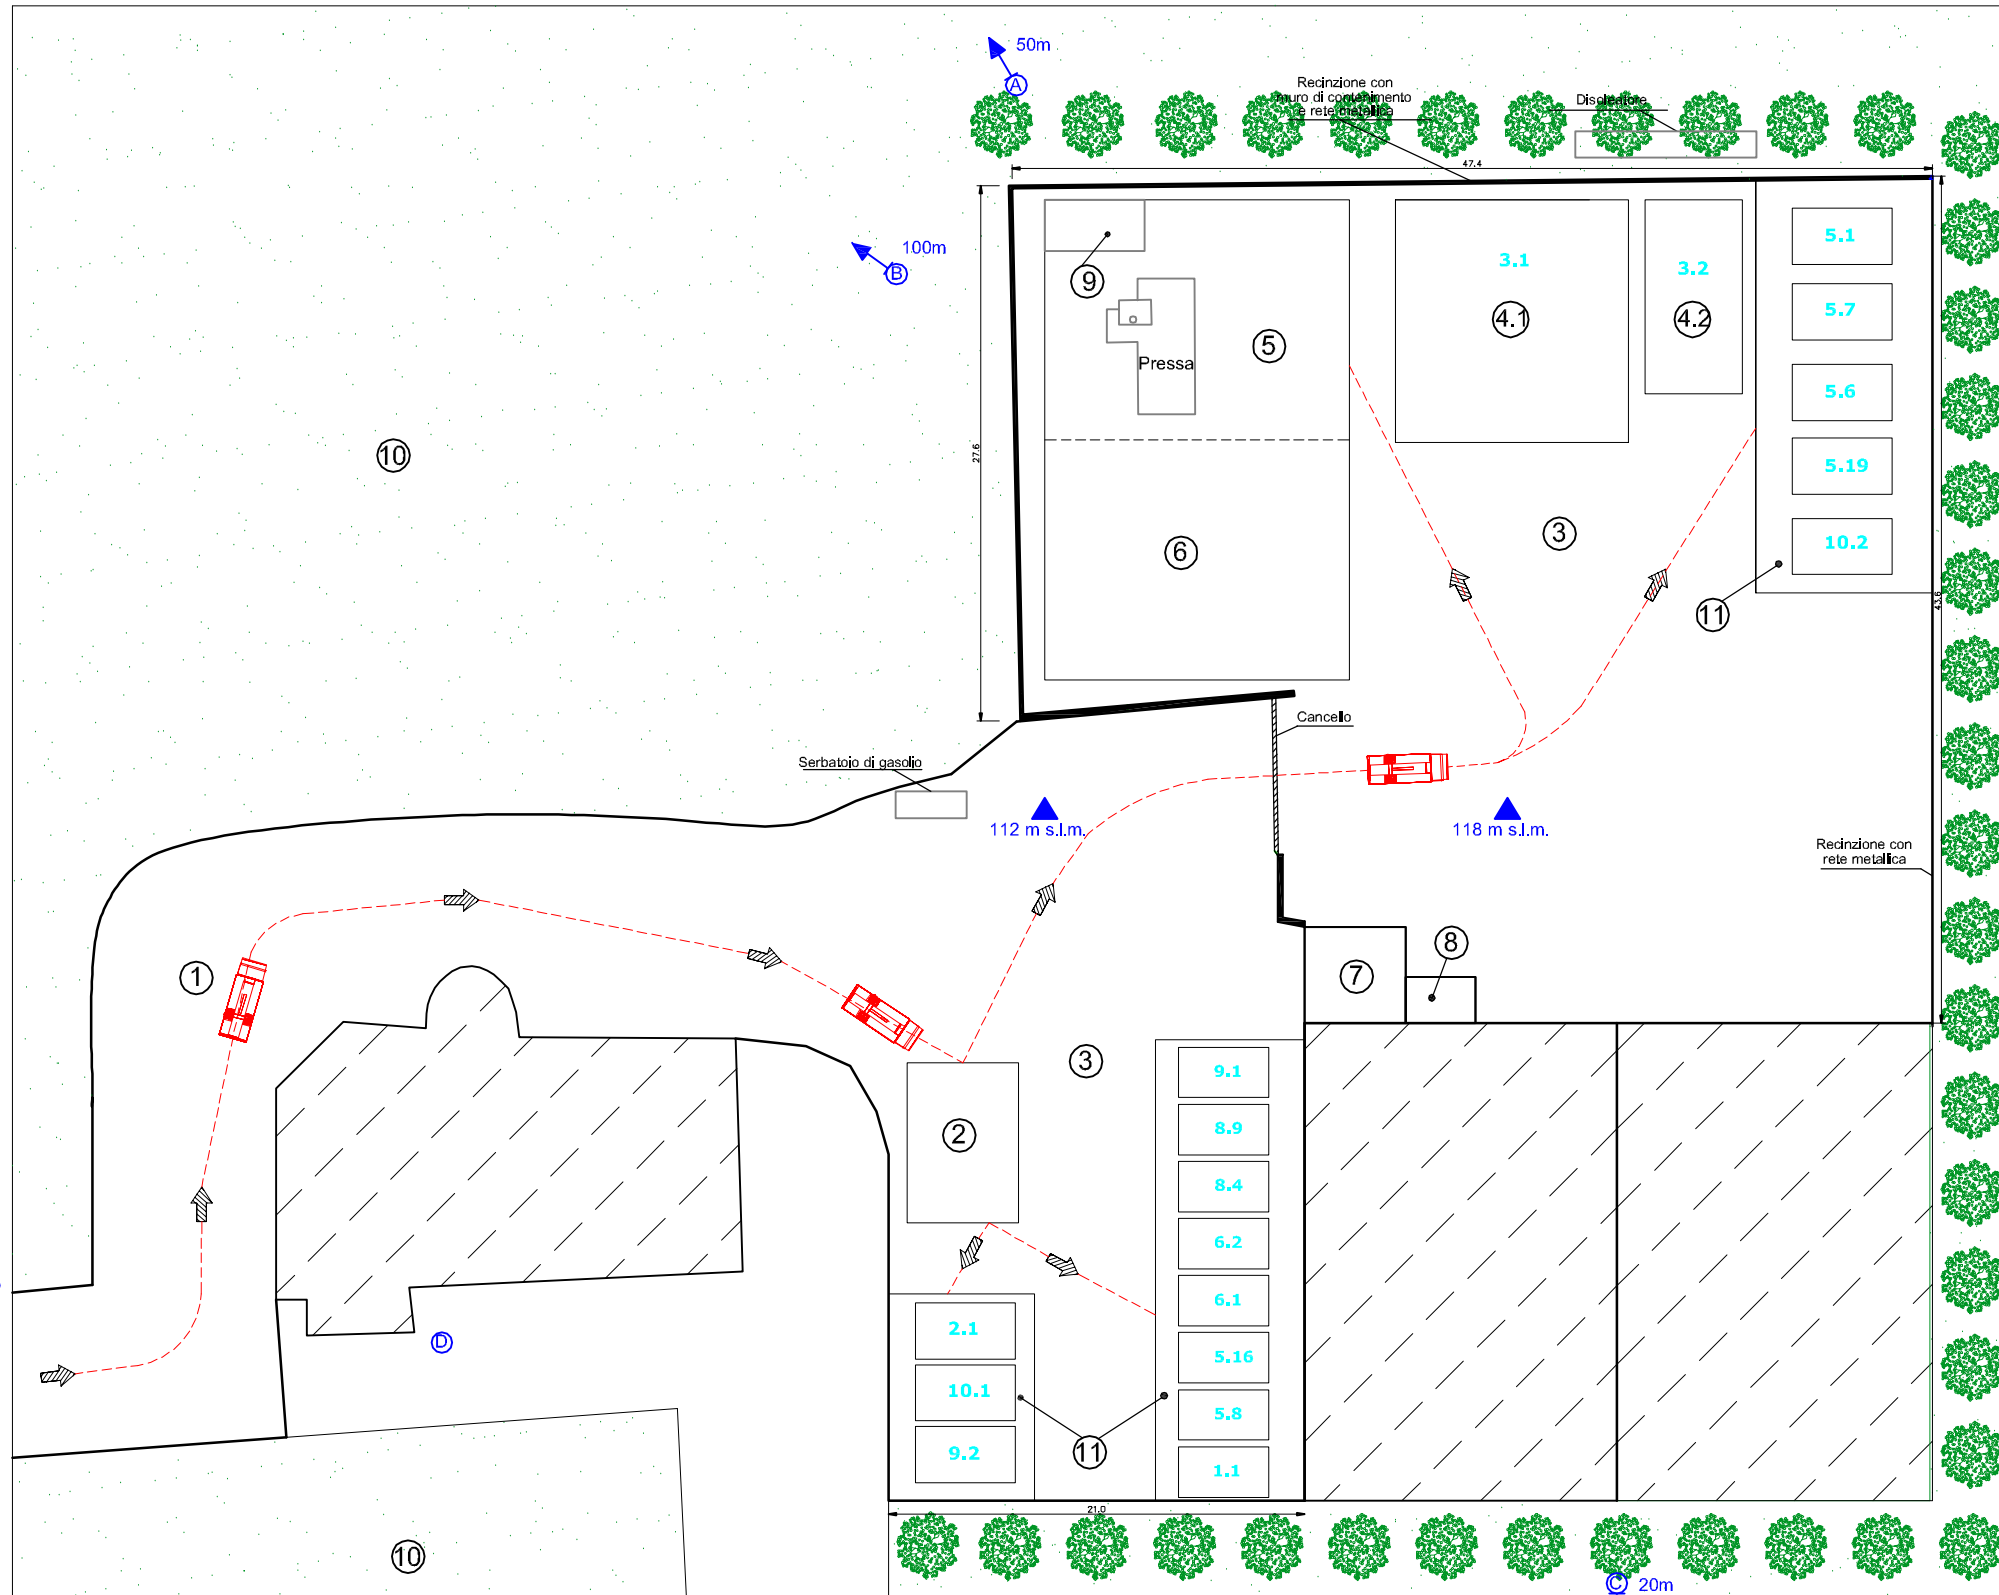 50m
A
Recinzione con
muro di contenimento
e rete metallica
Disoleatore
47.4
100m
B
5.1
3.1
3.2
9
5.7
4.1
4.2
5
Pressa
5.6
10
27.6
5.19
3
10.2
6
43.6
11
Cancello
Serbatoio di gasolio
112 m s.l.m.
118 m s.l.m.
Recinzione con
rete metallica
8
1
7
3
9.1
2
8.9
8.4
6.2
6.1
2.1
D
5.16
10.1
5.8
11
9.2
1.1
21.0
10
C
20m